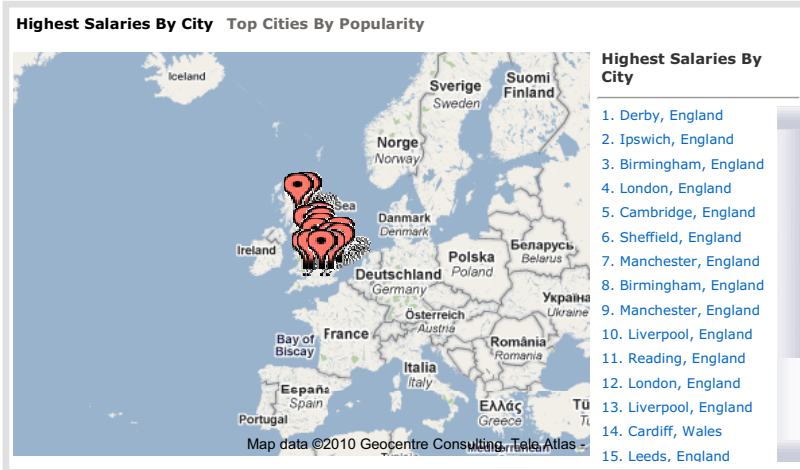 Highest Salaries By City Top Cities By Popularity
Highest Salaries By
City
1. Derby, England
2. Ipswich, England
3. Birmingham, England
4. London, England
5. Cambridge, England
6. Sheffield, England
7. Manchester, England
8. Birmingham, England
9. Manchester, England
10. Liverpool, England
11. Reading, England
12. London, England
13. Liverpool, England
14. Cardiff, Wales
15. Leeds, England
Iceland
Sverige
Sweden
Suomi
Finland
Norge
Norway
Sea
Danmark
Denmark
Ireland
Беларусь
Belarus
Polska
Poland
Deutschland
Germany
Україна
Ukraine
Österreich
Austria
France
Bay of
Biscay
România
Romania
Italia
Italy
España
Spain
Ελλάς
Greece
Tü
Portugal
Map data ©2010 Geocentre Consulting, Tele Atlas -
Mediterranean